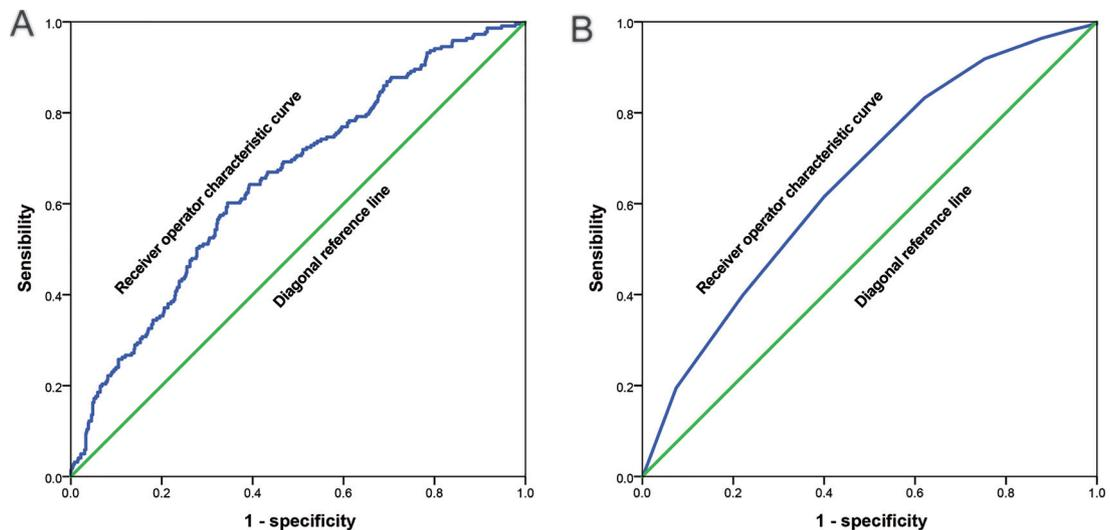 A
1.0
0.8
0.6
0.4
0.2
0.0
Sensibility
Receiver operator characteristic curve
Diagonal reference line
0.0 0.2 0.4 0.6 0.8 1.0
1 - specificity
B
1.0
0.8
0.6
0.4
0.2
0.0
Sensibility
Receiver operator characteristic curve
Diagonal reference line
0.0 0.2 0.4 0.6 0.8 1.0
1 - specificity